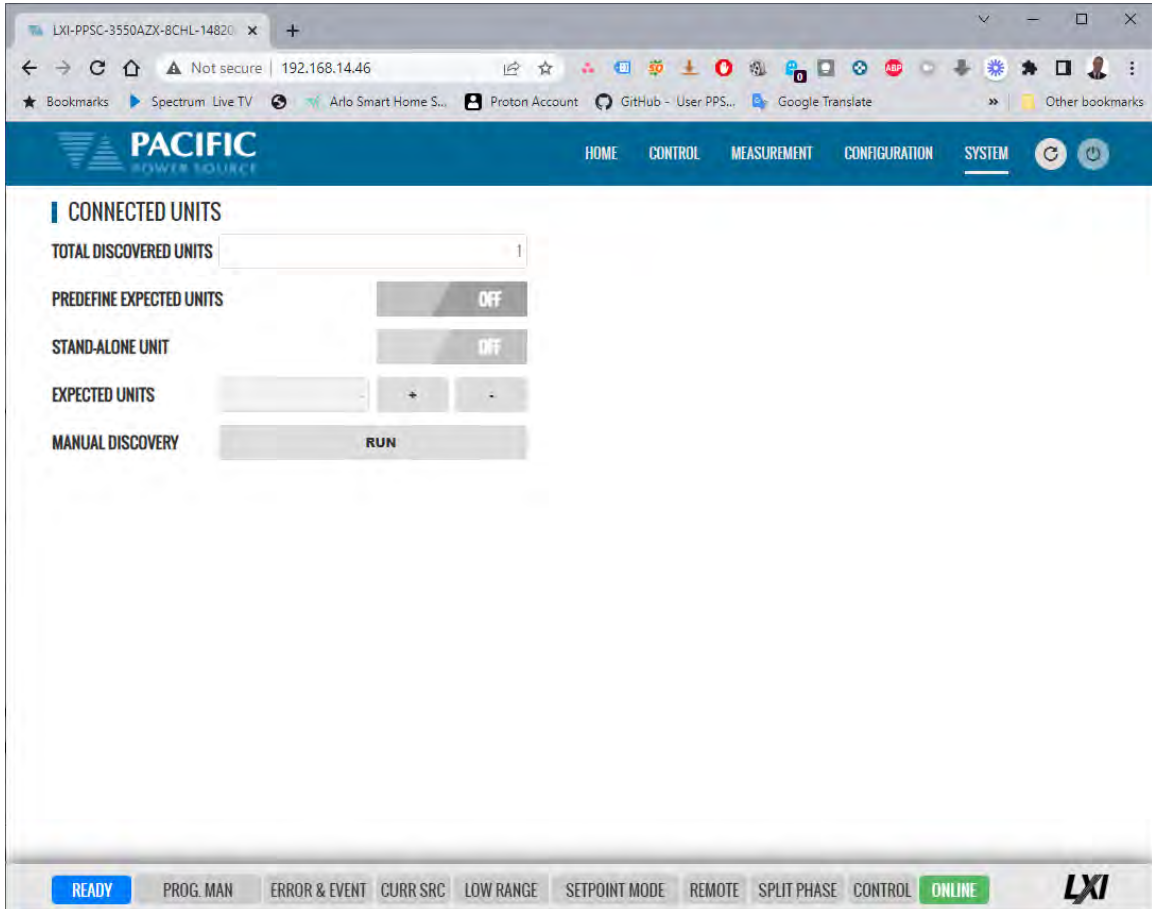 LXI-PPSC-3550AZX-8CHL-14820
Not secure | 192.168.14.46
Bookmarks Spectrum Live TV Arlo Smart Home S... Proton Account GitHub - User PPS... Google Translate » Other bookmarks
PACIFIC
POWER SOURCE
HOME CONTROL MEASUREMENT CONFIGURATION SYSTEM
CONNECTED UNITS
TOTAL DISCOVERED UNITS 1
PREDEFINE EXPECTED UNITS OFF
STAND-ALONE UNIT OFF
EXPECTED UNITS - + -
MANUAL DISCOVERY RUN
READY PROG. MAN ERROR & EVENT CURR SRC LOW RANGE SETPOINT MODE REMOTE SPLIT PHASE CONTROL ONLINE LXI